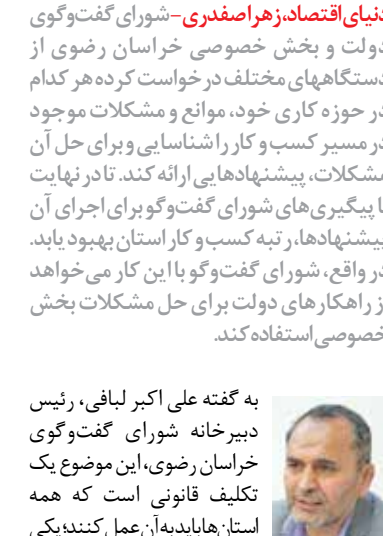 دنیای‌اقتصاد،زهراصفدری-شورای گفت‌وگوی
دولت و بخش خصوصی خراسان رضوی از
دستگاههای مختلف درخواست کرده هر کدام
در حوزه کاری خود، موانع و مشکلات موجود
در مسیر کسب و کار را شناسایی و برای حل آن
مشکلات، پیشنهادهایی ارائه کند. تا در نهایت
با پیگیری‌های شورای گفت‌وگو برای اجرای آن
پیشنهادها، رتبه کسب و کار استان بهبود یابد.
در واقع، شورای گفت‌وگو با این کار می‌خواهد
از راهکارهای دولت برای حل مشکلات بخش
خصوصی استفاده کند.
به گفته علی اکبر لبافی، رئیس
دبیرخانه شورای گفت‌وگوی
خراسان رضوی، این موضوع یک
تکلیف قانونی است که همه
استان‌ها باید به آن عمل کنند؛ یکی